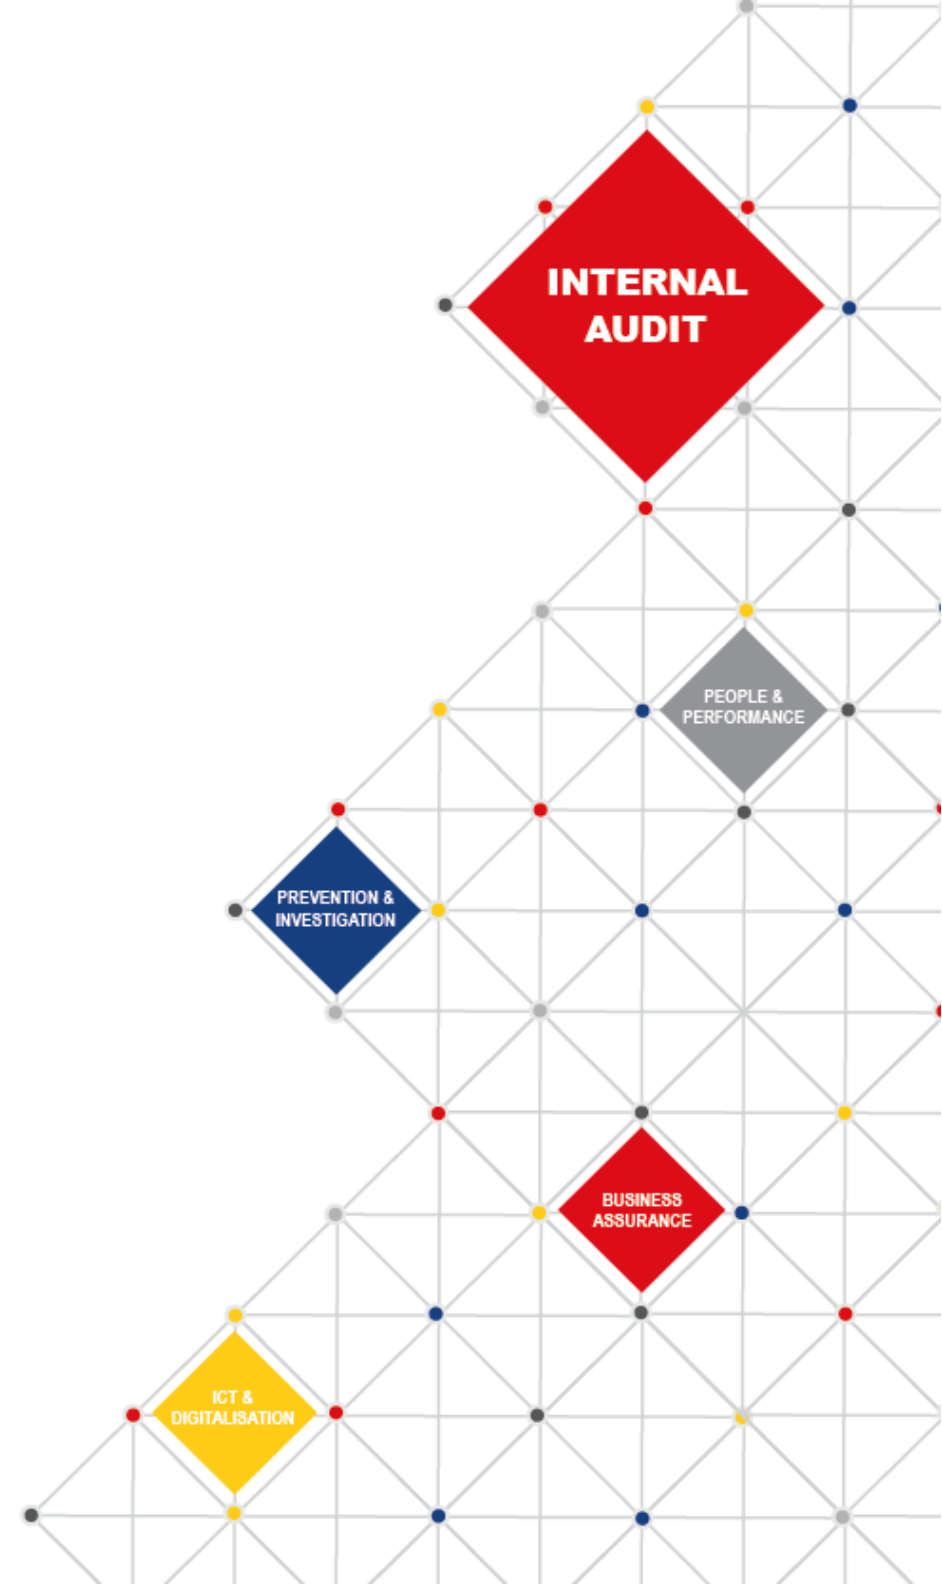 INTERNAL
AUDIT
PEOPLE &
PERFORMANCE
PREVENTION &
INVESTIGATION
BUSINESS
ASSURANCE
ICT &
DIGITALISATION